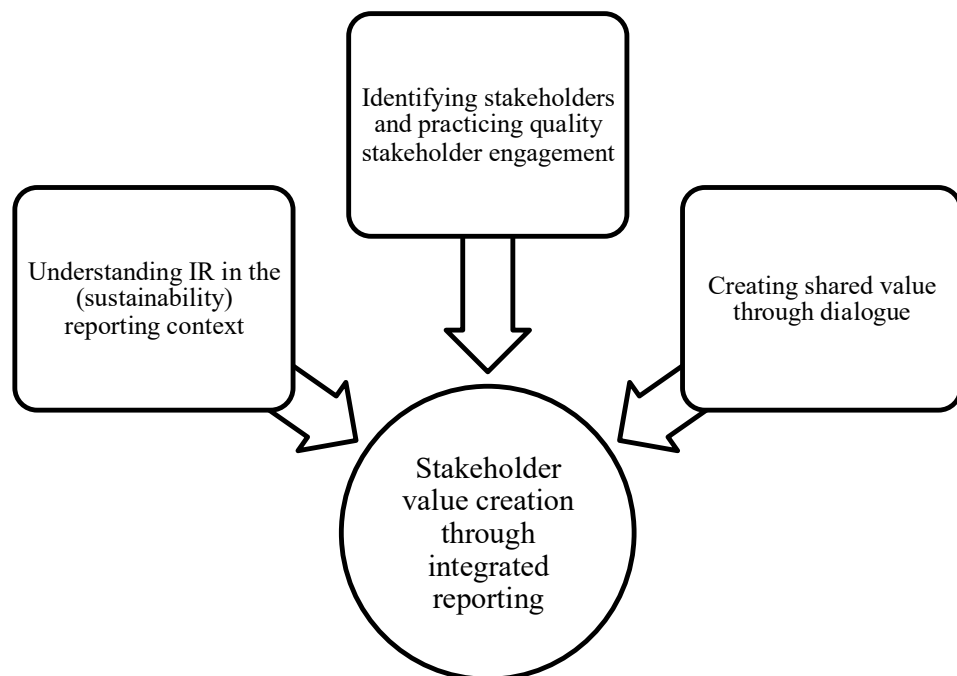 Identifying stakeholders
and practicing quality
stakeholder engagement
Understanding IR in the
(sustainability)
reporting context
Creating shared value
through dialogue
Stakeholder
value creation
through
integrated
reporting